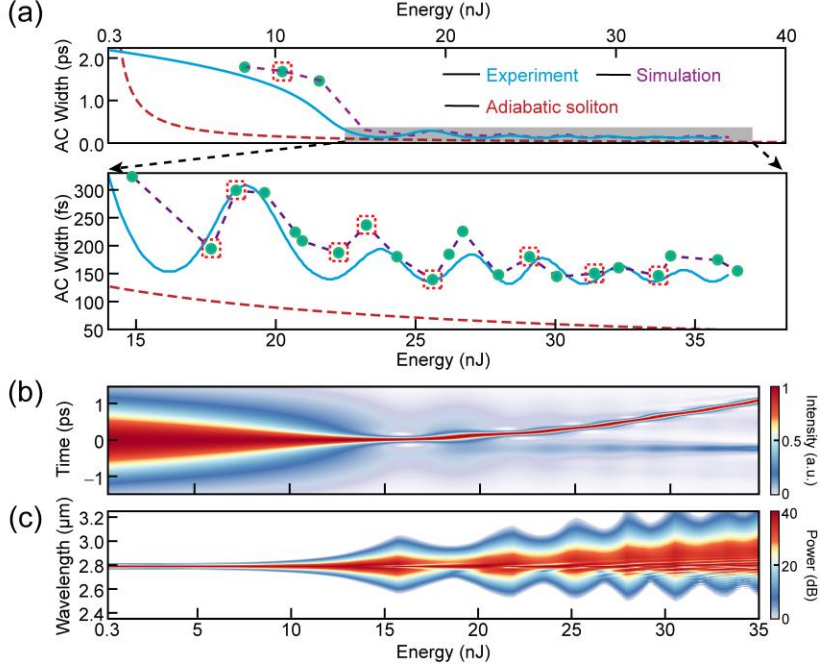 (a)
Energy (nJ)
0.3 10 20 30 40
AC Width (ps)
2.0
1.0
0.0
Experiment Simulation
Adiabatic soliton
AC Width (fs)
300
250
200
150
100
50
15 20 25 30 35
Energy (nJ)
(b)
Time (ps)
1
0
−1
Intensity (a.u.)
1
0.5
0
(c)
Wavelength (μm)
3.2
3.0
2.8
2.6
2.4
Power (dB)
40
20
0
0.3 5 10 15 20 25 30 35
Energy (nJ)